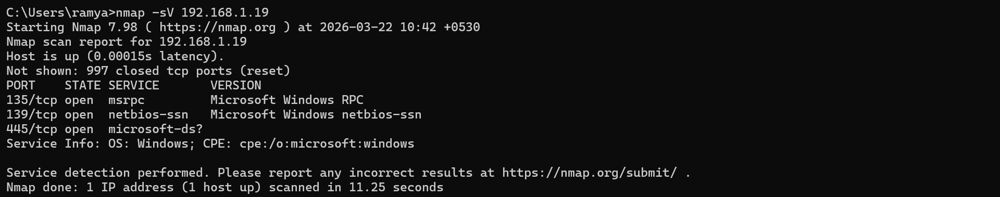 C:\Users\ramya>nmap -sV 192.168.1.19
Starting Nmap 7.98 ( https://nmap.org ) at 2026-03-22 10:42 +0530
Nmap scan report for 192.168.1.19
Host is up (0.00015s latency).
Not shown: 997 closed tcp ports (reset)
PORT    STATE SERVICE       VERSION
135/tcp open  msrpc         Microsoft Windows RPC
139/tcp open  netbios-ssn   Microsoft Windows netbios-ssn
445/tcp open  microsoft-ds?
Service Info: OS: Windows; CPE: cpe:/o:microsoft:windows

Service detection performed. Please report any incorrect results at https://nmap.org/submit/ .
Nmap done: 1 IP address (1 host up) scanned in 11.25 seconds